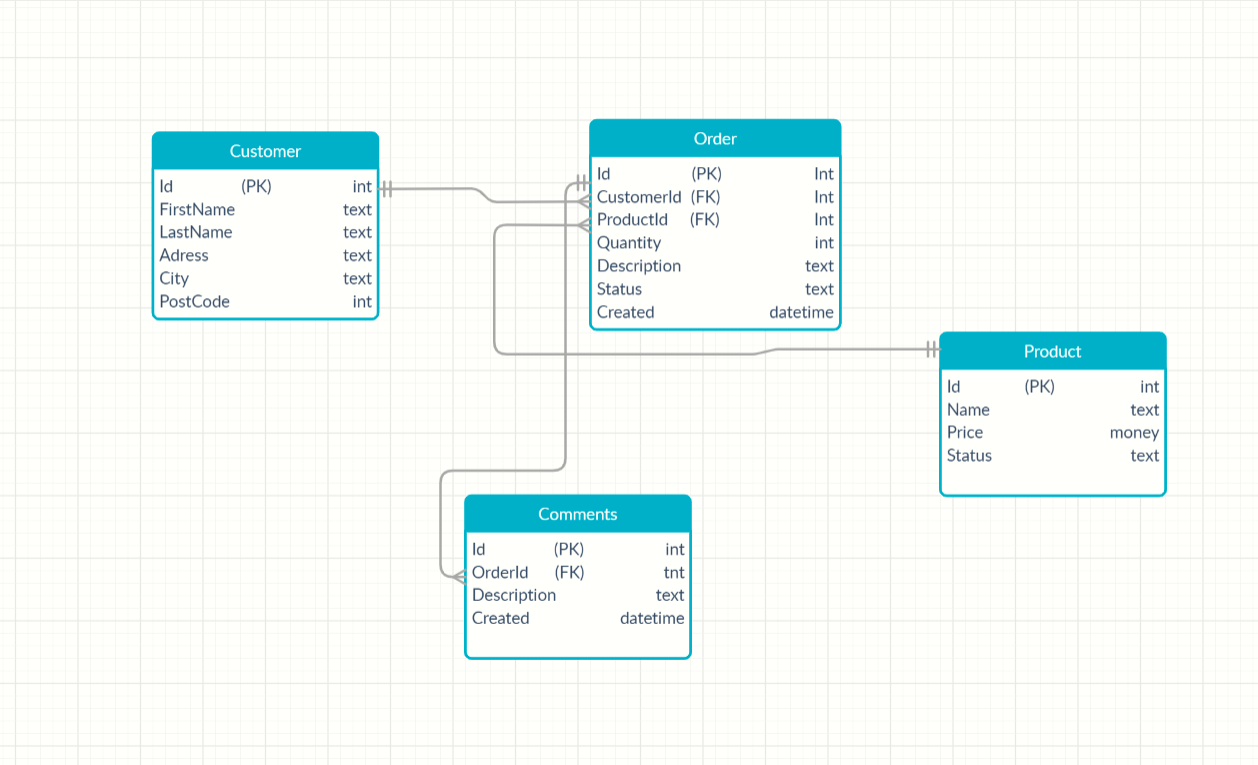 Customer
Id (PK) int
FirstName text
LastName text
Adress text
City text
PostCode int
Order
Id (PK) Int
CustomerId (FK) Int
ProductId (FK) Int
Quantity int
Description text
Status text
Created datetime
Product
Id (PK) int
Name text
Price money
Status text
Comments
Id (PK) int
OrderId (FK) tnt
Description text
Created datetime